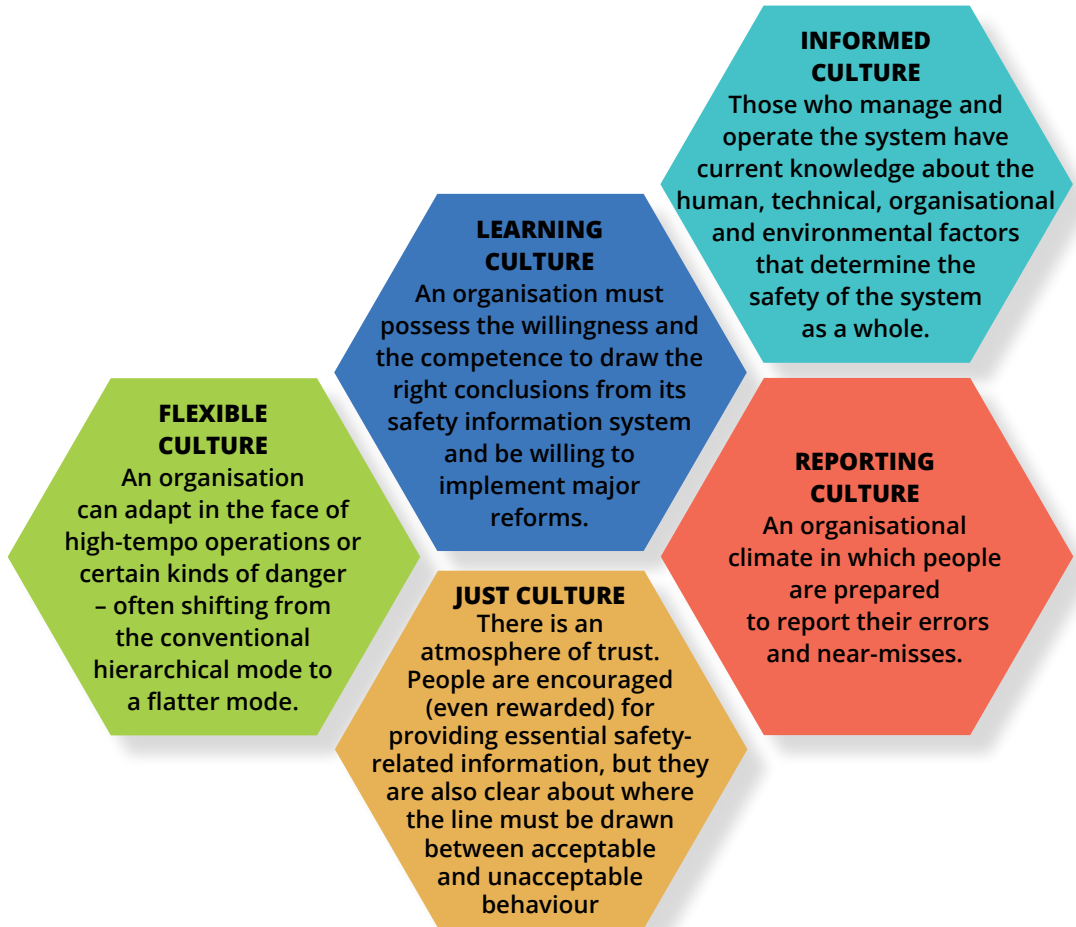 INFORMED
CULTURE
Those who manage and
operate the system have
current knowledge about the
human, technical, organisational
and environmental factors
that determine the
safety of the system
as a whole.
LEARNING
CULTURE
An organisation must
possess the willingness and
the competence to draw the
right conclusions from its
safety information system
and be willing to
implement major
reforms.
FLEXIBLE
CULTURE
An organisation
can adapt in the face of
high-tempo operations or
certain kinds of danger
– often shifting from
the conventional
hierarchical mode to
a flatter mode.
REPORTING
CULTURE
An organisational
climate in which people
are prepared
to report their errors
and near-misses.
JUST CULTURE
There is an
atmosphere of trust.
People are encouraged
(even rewarded) for
providing essential safety-
related information, but they
are also clear about where
the line must be drawn
between acceptable
and unacceptable
behaviour